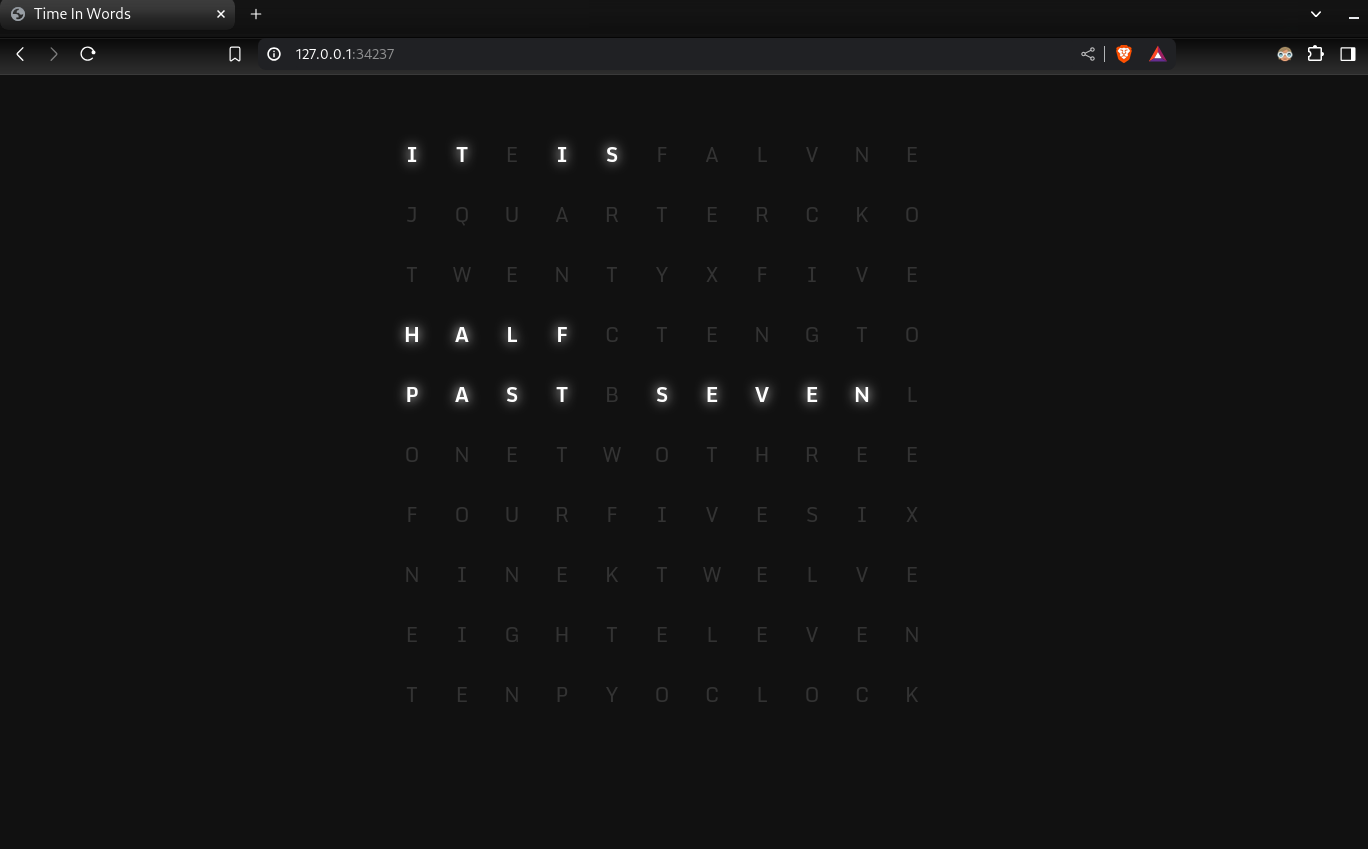 Time In Words
127.0.0.1:34237
I T E I S F A L V N E
J Q U A R T E R C K O
T W E N T Y X F I V E
H A L F C T E N G T O
P A S T B S E V E N L
O N E T W O T H R E E
F O U R F I V E S I X
N I N E K T W E L V E
E I G H T E L E V E N
T E N P Y O C L O C K